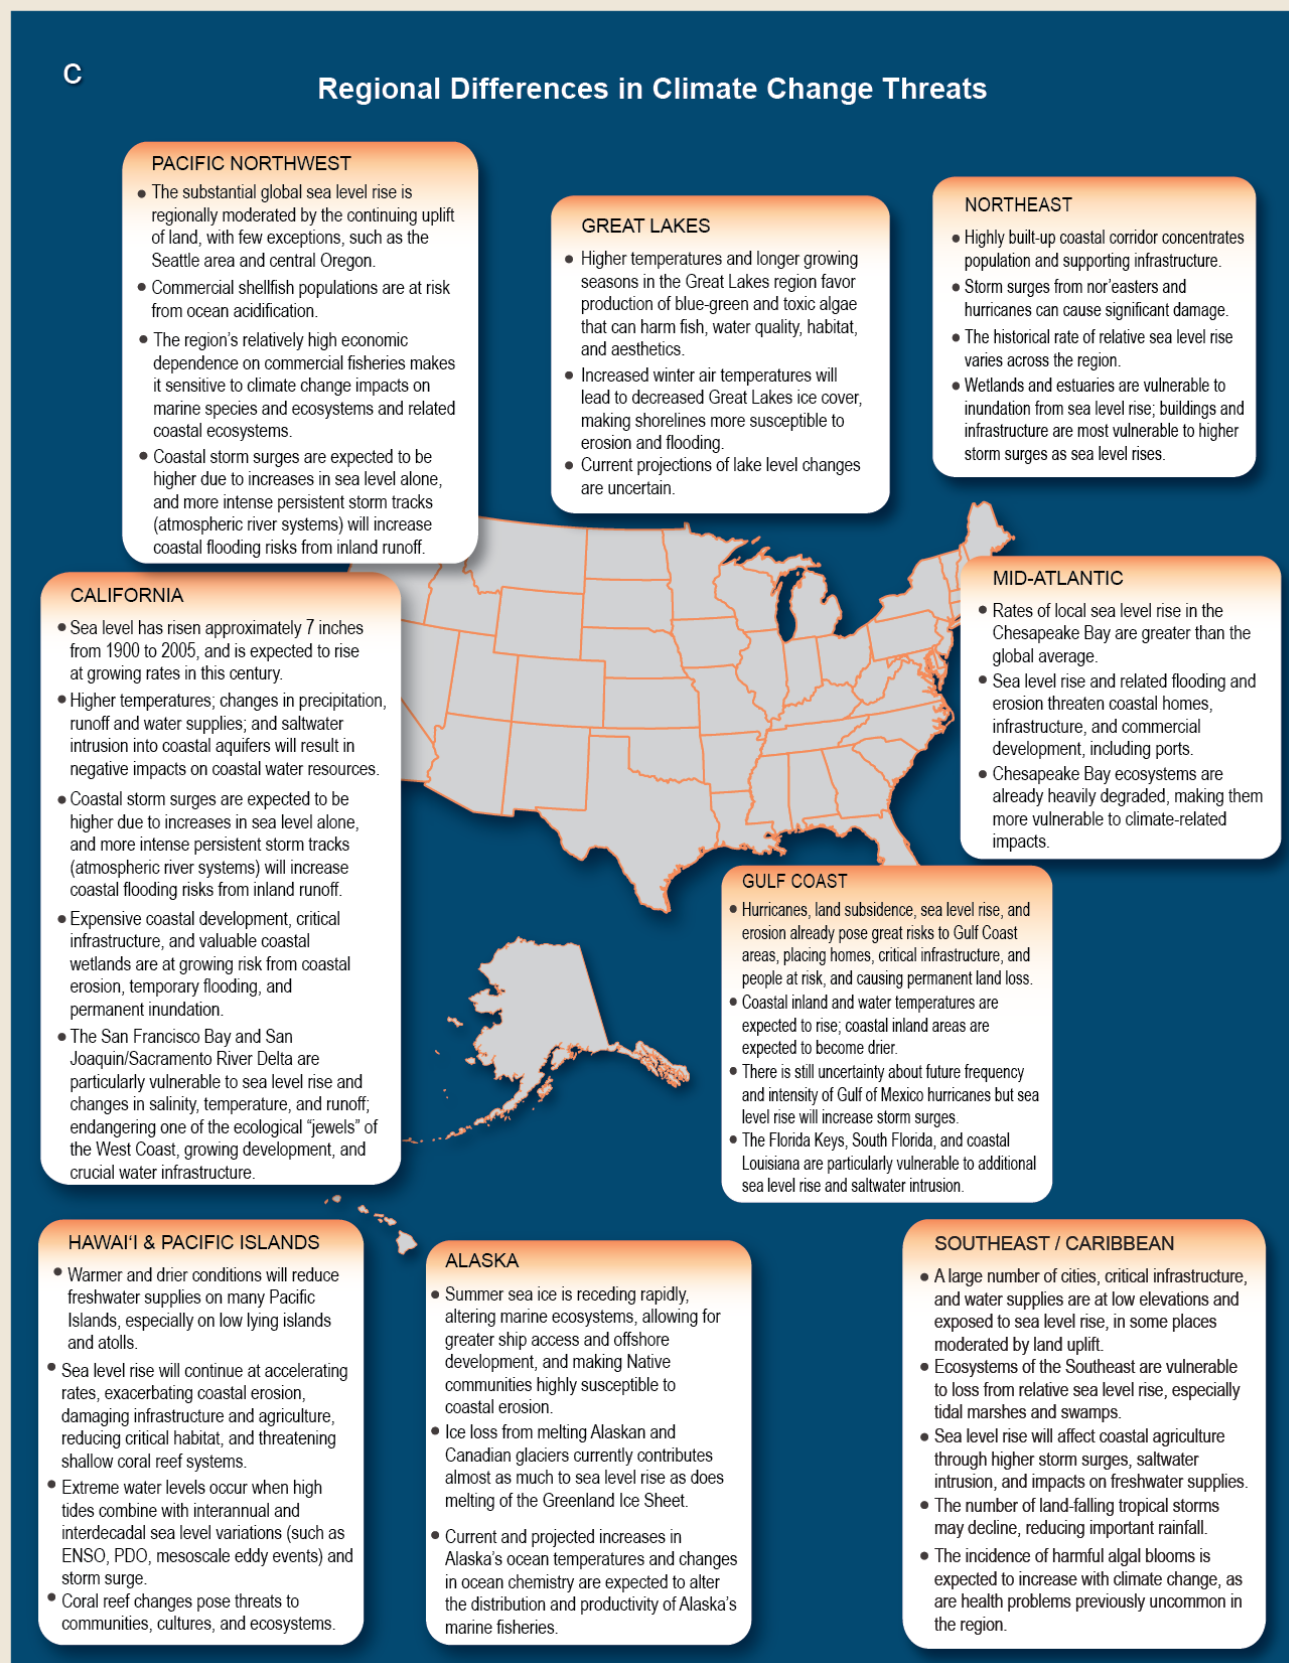 C
Regional Differences in Climate Change Threats
PACIFIC NORTHWEST
• The substantial global sea level rise is
regionally moderated by the continuing uplift
of land, with few exceptions, such as the
Seattle area and central Oregon.
• Commercial shellfish populations are at risk
from ocean acidification.
• The region's relatively high economic
dependence on commercial fisheries makes
it sensitive to climate change impacts on
marine species and ecosystems and related
coastal ecosystems.
• Coastal storm surges are expected to be
higher due to increases in sea level alone,
and more intense persistent storm tracks
(atmospheric river systems) will increase
coastal flooding risks from inland runoff.
GREAT LAKES
• Higher temperatures and longer growing
seasons in the Great Lakes region favor
production of blue-green and toxic algae
that can harm fish, water quality, habitat,
and aesthetics.
• Increased winter air temperatures will
lead to decreased Great Lakes ice cover,
making shorelines more susceptible to
erosion and flooding.
• Current projections of lake level changes
are uncertain.
NORTHEAST
• Highly built-up coastal corridor concentrates
population and supporting infrastructure.
• Storm surges from nor'easters and
hurricanes can cause significant damage.
• The historical rate of relative sea level rise
varies across the region.
• Wetlands and estuaries are vulnerable to
inundation from sea level rise; buildings and
infrastructure are most vulnerable to higher
storm surges as sea level rises.
MID-ATLANTIC
• Rates of local sea level rise in the
Chesapeake Bay are greater than the
global average.
• Sea level rise and related flooding and
erosion threaten coastal homes,
infrastructure, and commercial
development, including ports.
• Chesapeake Bay ecosystems are
already heavily degraded, making them
more vulnerable to climate-related
impacts.
CALIFORNIA
• Sea level has risen approximately 7 inches
from 1900 to 2005, and is expected to rise
at growing rates in this century.
• Higher temperatures; changes in precipitation,
runoff and water supplies; and saltwater
intrusion into coastal aquifers will result in
negative impacts on coastal water resources.
• Coastal storm surges are expected to be
higher due to increases in sea level alone,
and more intense persistent storm tracks
(atmospheric river systems) will increase
coastal flooding risks from inland runoff.
• Expensive coastal development, critical
infrastructure, and valuable coastal
wetlands are at growing risk from coastal
erosion, temporary flooding, and
permanent inundation.
• The San Francisco Bay and San
Joaquin/Sacramento River Delta are
particularly vulnerable to sea level rise and
changes in salinity, temperature, and runoff;
endangering one of the ecological "jewels" of
the West Coast, growing development, and
crucial water infrastructure.
GULF COAST
• Hurricanes, land subsidence, sea level rise, and
erosion already pose great risks to Gulf Coast
areas, placing homes, critical infrastructure, and
people at risk, and causing permanent land loss.
• Coastal inland and water temperatures are
expected to rise; coastal inland areas are
expected to become drier.
• There is still uncertainty about future frequency
and intensity of Gulf of Mexico hurricanes but sea
level rise will increase storm surges.
• The Florida Keys, South Florida, and coastal
Louisiana are particularly vulnerable to additional
sea level rise and saltwater intrusion.
HAWAI‘I & PACIFIC ISLANDS
• Warmer and drier conditions will reduce
freshwater supplies on many Pacific
Islands, especially on low lying islands
and atolls.
• Sea level rise will continue at accelerating
rates, exacerbating coastal erosion,
damaging infrastructure and agriculture,
reducing critical habitat, and threatening
shallow coral reef systems.
• Extreme water levels occur when high
tides combine with interannual and
interdecadal sea level variations (such as
ENSO, PDO, mesoscale eddy events) and
storm surge.
• Coral reef changes pose threats to
communities, cultures, and ecosystems.
ALASKA
• Summer sea ice is receding rapidly,
altering marine ecosystems, allowing for
greater ship access and offshore
development, and making Native
communities highly susceptible to
coastal erosion.
• Ice loss from melting Alaskan and
Canadian glaciers currently contributes
almost as much to sea level rise as does
melting of the Greenland Ice Sheet.
• Current and projected increases in
Alaska's ocean temperatures and changes
in ocean chemistry are expected to alter
the distribution and productivity of Alaska's
marine fisheries.
SOUTHEAST / CARIBBEAN
• A large number of cities, critical infrastructure,
and water supplies are at low elevations and
exposed to sea level rise, in some places
moderated by land uplift.
• Ecosystems of the Southeast are vulnerable
to loss from relative sea level rise, especially
tidal marshes and swamps.
• Sea level rise will affect coastal agriculture
through higher storm surges, saltwater
intrusion, and impacts on freshwater supplies.
• The number of land-falling tropical storms
may decline, reducing important rainfall.
• The incidence of harmful algal blooms is
expected to increase with climate change, as
are health problems previously uncommon in
the region.